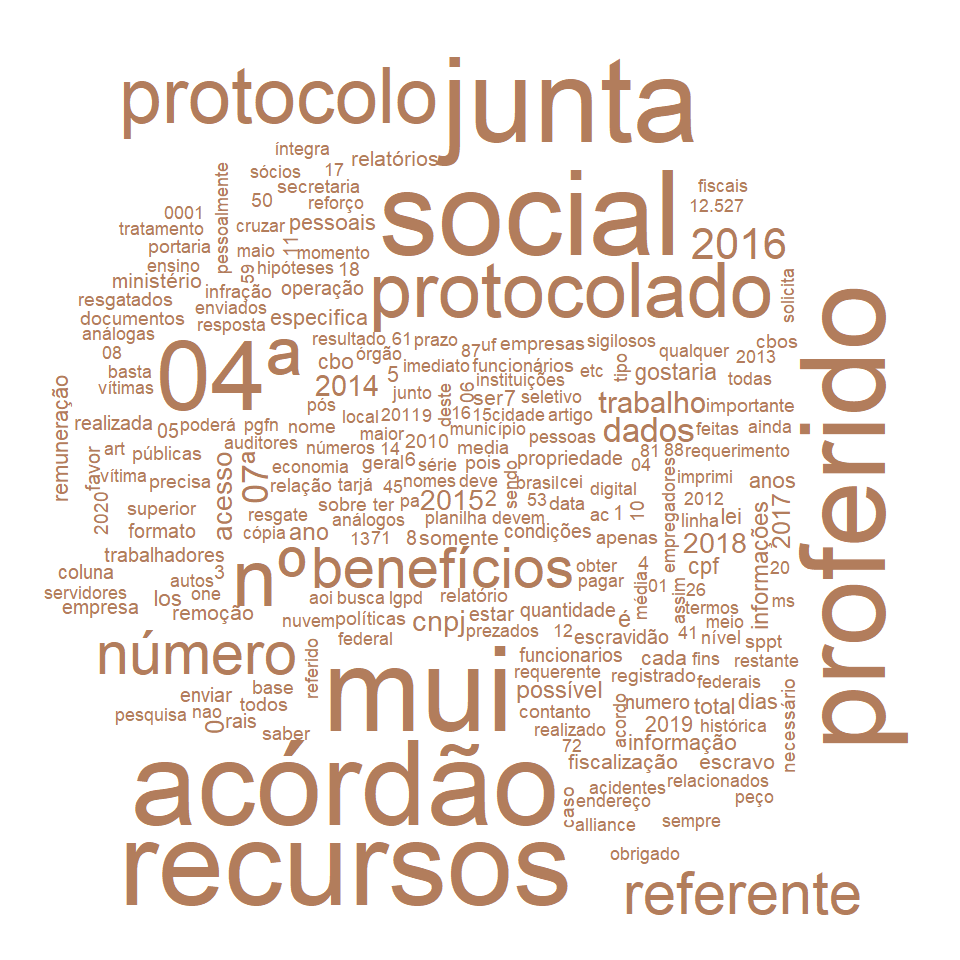 protocolo junta
íntegra
relatórios
sócios 17
secretaria
reforço
50
pessoalmente
social
fiscais
12.527
0001
cruzar pessoais
tratamento
portaria
maio 11 momento
2016
ensino
59 hipóteses 18
ministério
infração operação
protocolado
solicita
resgatados
enviados
documentos
resposta especifica
análogas
04ª
resultado 61 prazo 87 uf empresas sigilosos
cbos
08
cbo órgão imediato funcionários etc tipo qualquer 2013
basta
2014 5 instituições gostaria todas
vítimas
pós junto deste 06 ser 7 seletivo trabalho importante
proferido
remuneração
realizada 05 poderá pgfn nome local 2011 9 16 15 cidade artigo
auditores maior 2010 município pessoas dados feitas ainda
favor art públicas
números 14 media 81 88 requerimento
vítima precisa acesso 07ª economia geral 6 série pois propriedade 04 imprimi
relação tarjá 45 nomes deve sendo brasil cei digital empregadores anos
2020 superior resgate sobre ter pa 2015 2 53 data 2012
formato cópia ano análogos planilha devem ac 1 10 linha lei informações 2017
trabalhadores 13 71 8 somente condições apenas 2018
coluna autos 3 nº benefícios obter 4 cpf 20
servidores los one pagar 01
empresa aoi busca lgpd relatório média assim 26 ms
remoção nuvem políticas cnpj estar quantidade é termos meio
federal prezados 12 escravidão 41 nível sppt
número referido mui funcionarios cada fins restante
requerente registrado federais
enviar base possível numero total dias
pesquisa nao todos contanto acordo 2019 histórica necessário
0º rais realizado
saber 72 informação
acórdão fiscalização escravo
acidentes relacionados
caso endereço peço
recursos alliance sempre
obrigado
referente